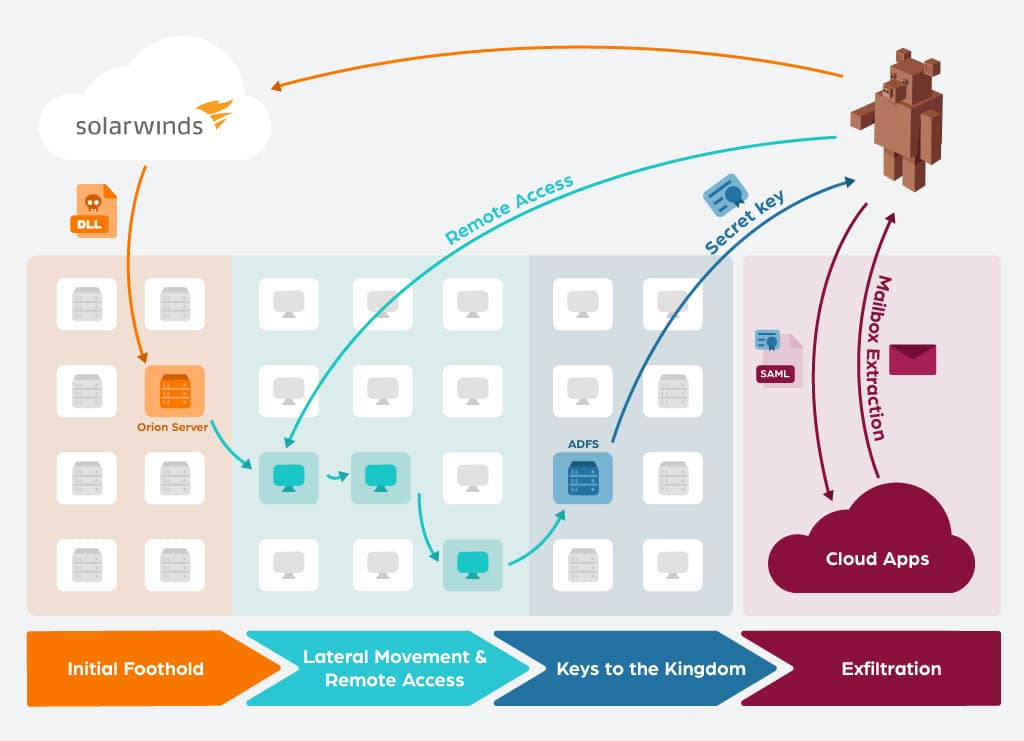 solarwinds
DLL
Remote Access
Secret key
Mailbox Extraction
SAML
Orion Server
ADFS
Cloud Apps
Initial Foothold
Lateral Movement &
Remote Access
Keys to the Kingdom
Exfiltration